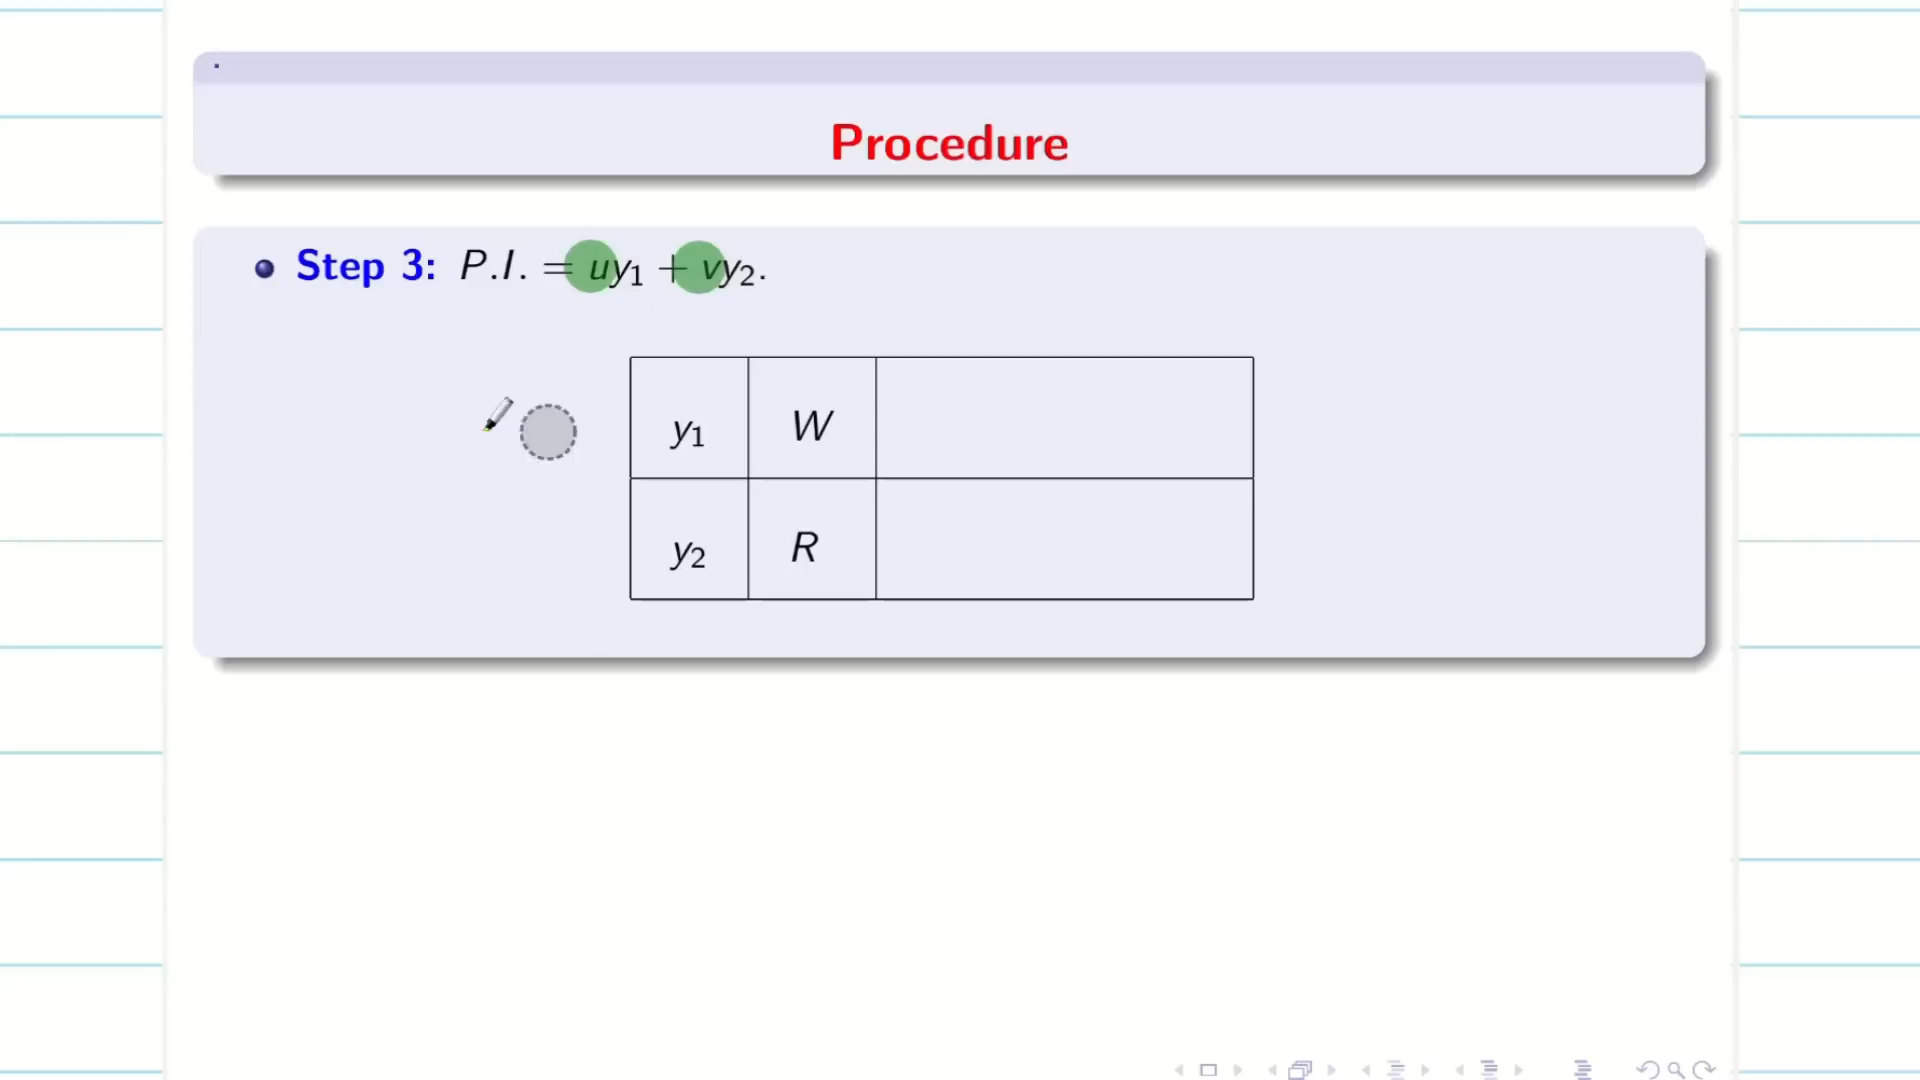 Procedure
Step 3: P.I. = uy₁ + vy₂.
y₁ W
y₂ R